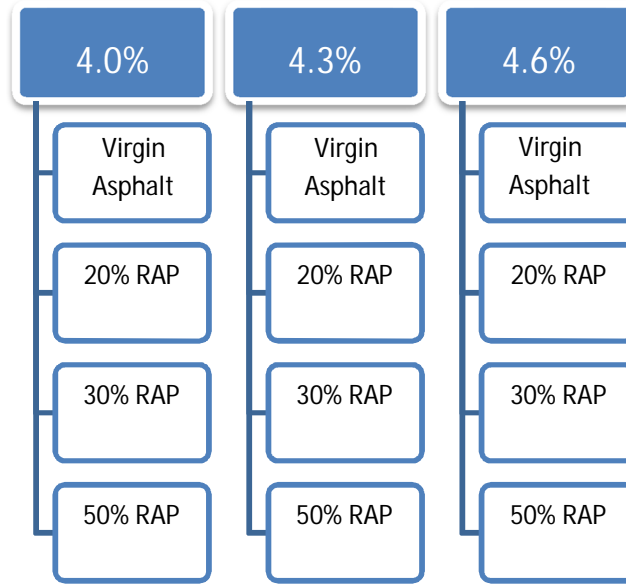 4.0%
Virgin
Asphalt
20% RAP
30% RAP
50% RAP
4.3%
Virgin
Asphalt
20% RAP
30% RAP
50% RAP
4.6%
Virgin
Asphalt
20% RAP
30% RAP
50% RAP